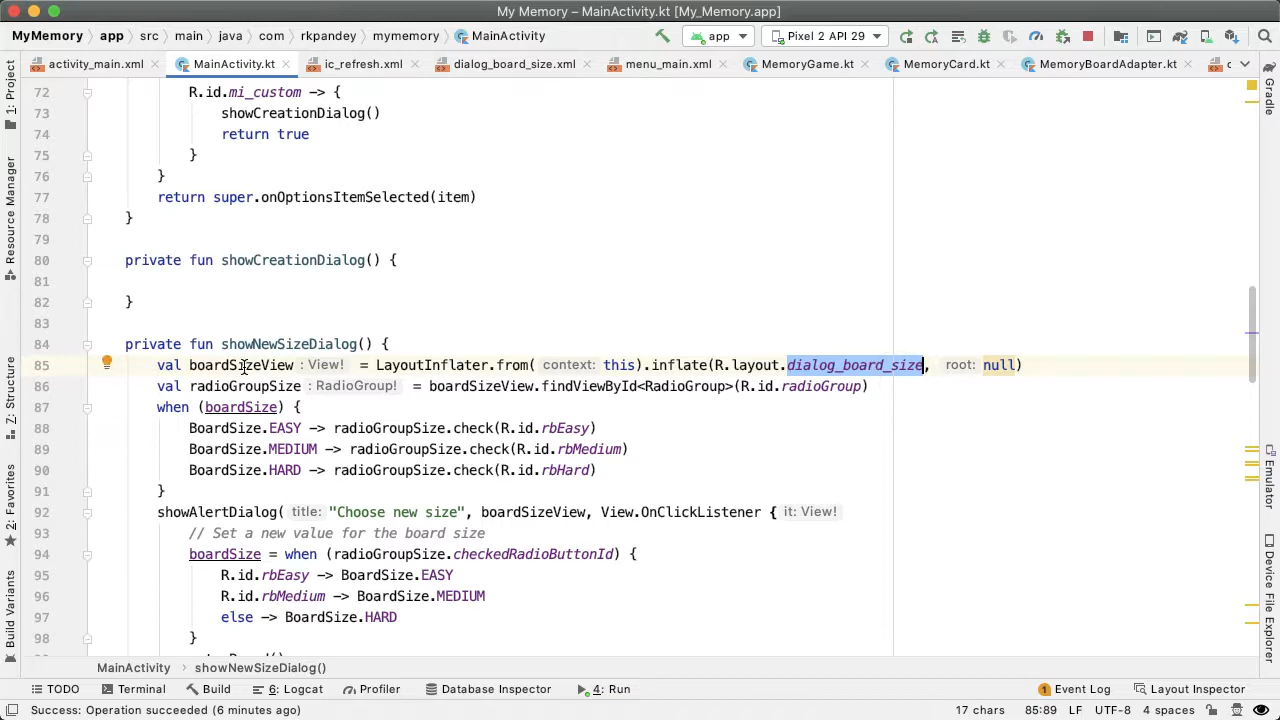 My Memory – MainActivity.kt [My_Memory.app]
MyMemory › app › src › main › java › com › rkpandey › mymemory › MainActivity
app
Pixel 2 API 29
activity_main.xml
MainActivity.kt
ic_refresh.xml
dialog_board_size.xml
menu_main.xml
MemoryGame.kt
MemoryCard.kt
MemoryBoardAdapter.kt
72 R.id.mi_custom -> {
73 showCreationDialog()
74 return true
75 }
76 }
77 return super.onOptionsItemSelected(item)
78 }
79
80 private fun showCreationDialog() {
81
82 }
83
84 private fun showNewSizeDialog() {
85 val boardSizeView : View! = LayoutInflater.from( context: this).inflate(R.layout.dialog_board_size, root: null)
86 val radioGroupSize : RadioGroup! = boardSizeView.findViewById<RadioGroup>(R.id.radioGroup)
87 when (boardSize) {
88 BoardSize.EASY -> radioGroupSize.check(R.id.rbEasy)
89 BoardSize.MEDIUM -> radioGroupSize.check(R.id.rbMedium)
90 BoardSize.HARD -> radioGroupSize.check(R.id.rbHard)
91 }
92 showAlertDialog( title: "Choose new size", boardSizeView, View.OnClickListener { it: View!
93 // Set a new value for the board size
94 boardSize = when (radioGroupSize.checkedRadioButtonId) {
95 R.id.rbEasy -> BoardSize.EASY
96 R.id.rbMedium -> BoardSize.MEDIUM
97 else -> BoardSize.HARD
98 }
1: Project
Resource Manager
Z: Structure
2: Favorites
Build Variants
Gradle
Emulator
Device File Explorer
MainActivity › showNewSizeDialog()
TODO
Terminal
Build
6: Logcat
Profiler
Database Inspector
4: Run
1 Event Log
Layout Inspector
Success: Operation succeeded (6 minutes ago)
17 chars
85:89
LF
UTF-8
4 spaces